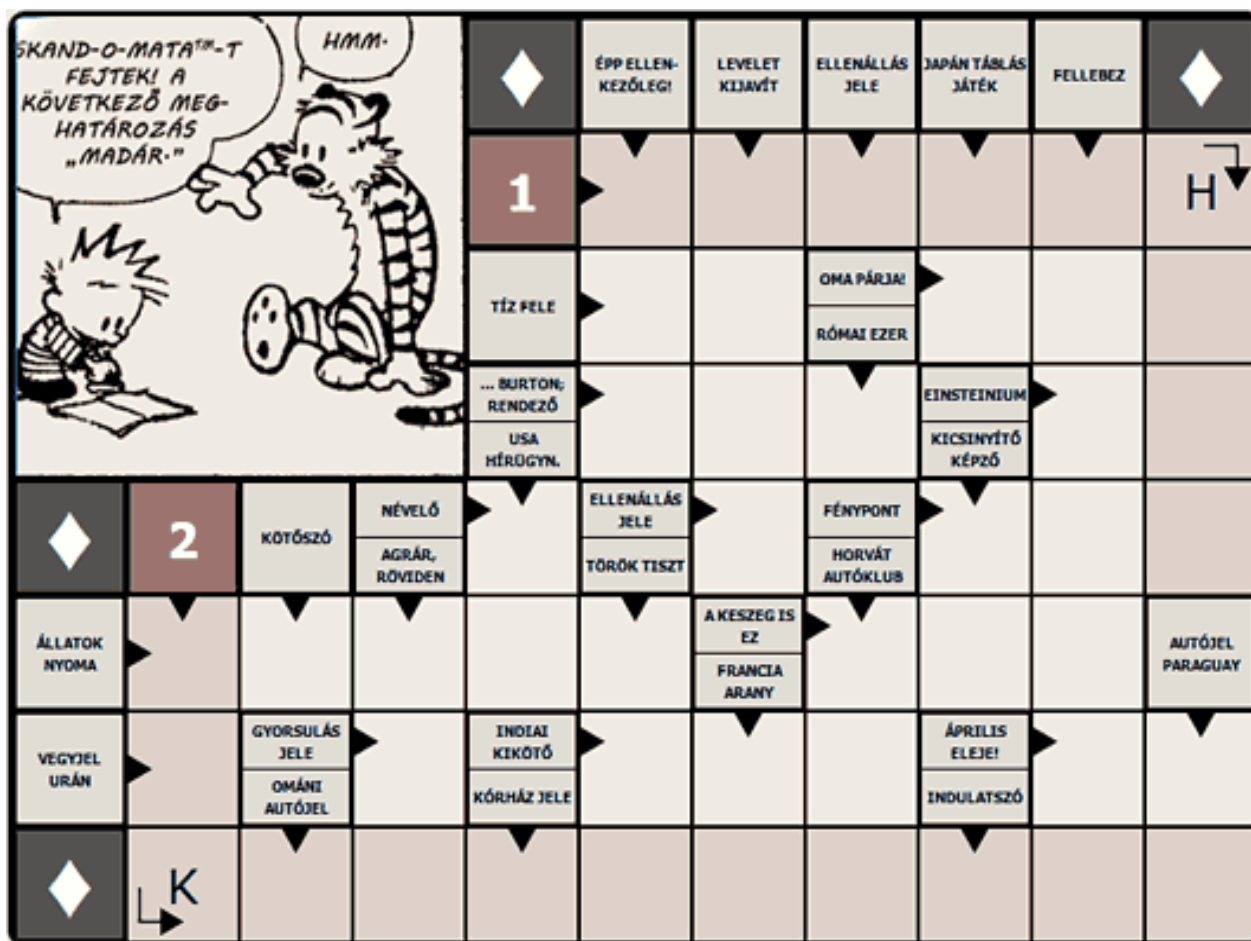 SKAND-O-MATA™-T
FEJTEK! A
KÖVETKEZŐ MEG-
HATÁROZÁS
„MADÁR.”
HMM.
ÉPP ELLEN-
KEZŐLEG!
LEVELET
KIJAVÍT
ELLENÁLLÁS
JELE
JAPÁN TÁBLÁS
JÁTÉK
FELLEBEZ
1
H
TÍZ FELE
OMA PÁRJA!
RÓMAI EZER
... BURTON;
RENDEZŐ
USA
HÍRÜGYN.
EINSTEINIUM
KICSINYÍTŐ
KÉPZŐ
2
KÖTŐSZÓ
NÉVELŐ
AGRÁR,
RÖVIDEN
ELLENÁLLÁS
JELE
TÖRÖK TISZT
FÉNYPONT
HORVÁT
AUTÓKLUB
ÁLLATOK
NYOMA
A KESZEG IS
EZ
FRANCIA
ARANY
AUTÓJEL
PARAGUAY
VEGYJEL
URÁN
GYORSULÁS
JELE
OMÁNI
AUTÓJEL
INDIAI
KIKÖTŐ
KÓRHÁZ JELE
ÁPRILIS
ELEJE!
INDULATSZÓ
K